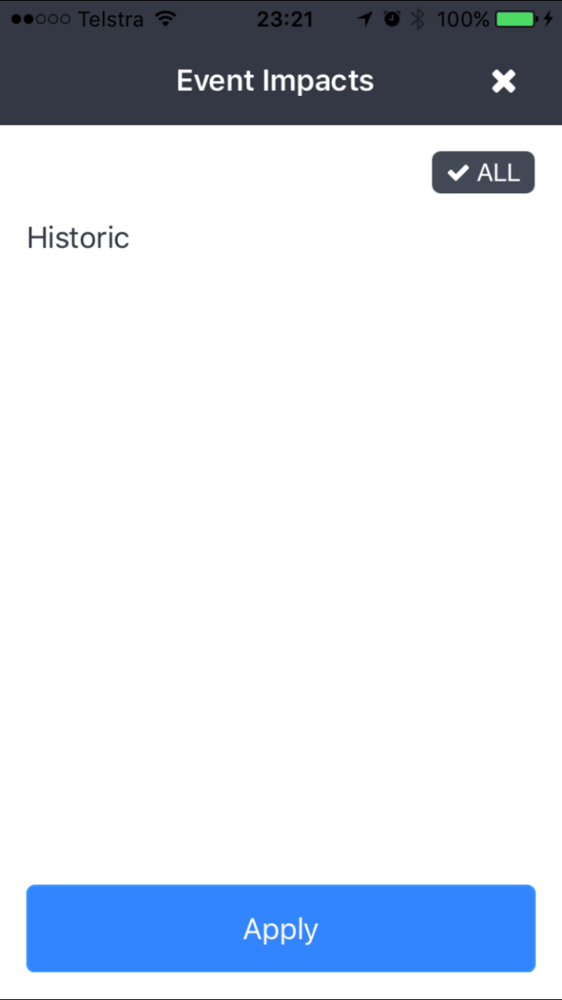 Telstra 23:21 100%
Event Impacts
ALL
Historic
Apply